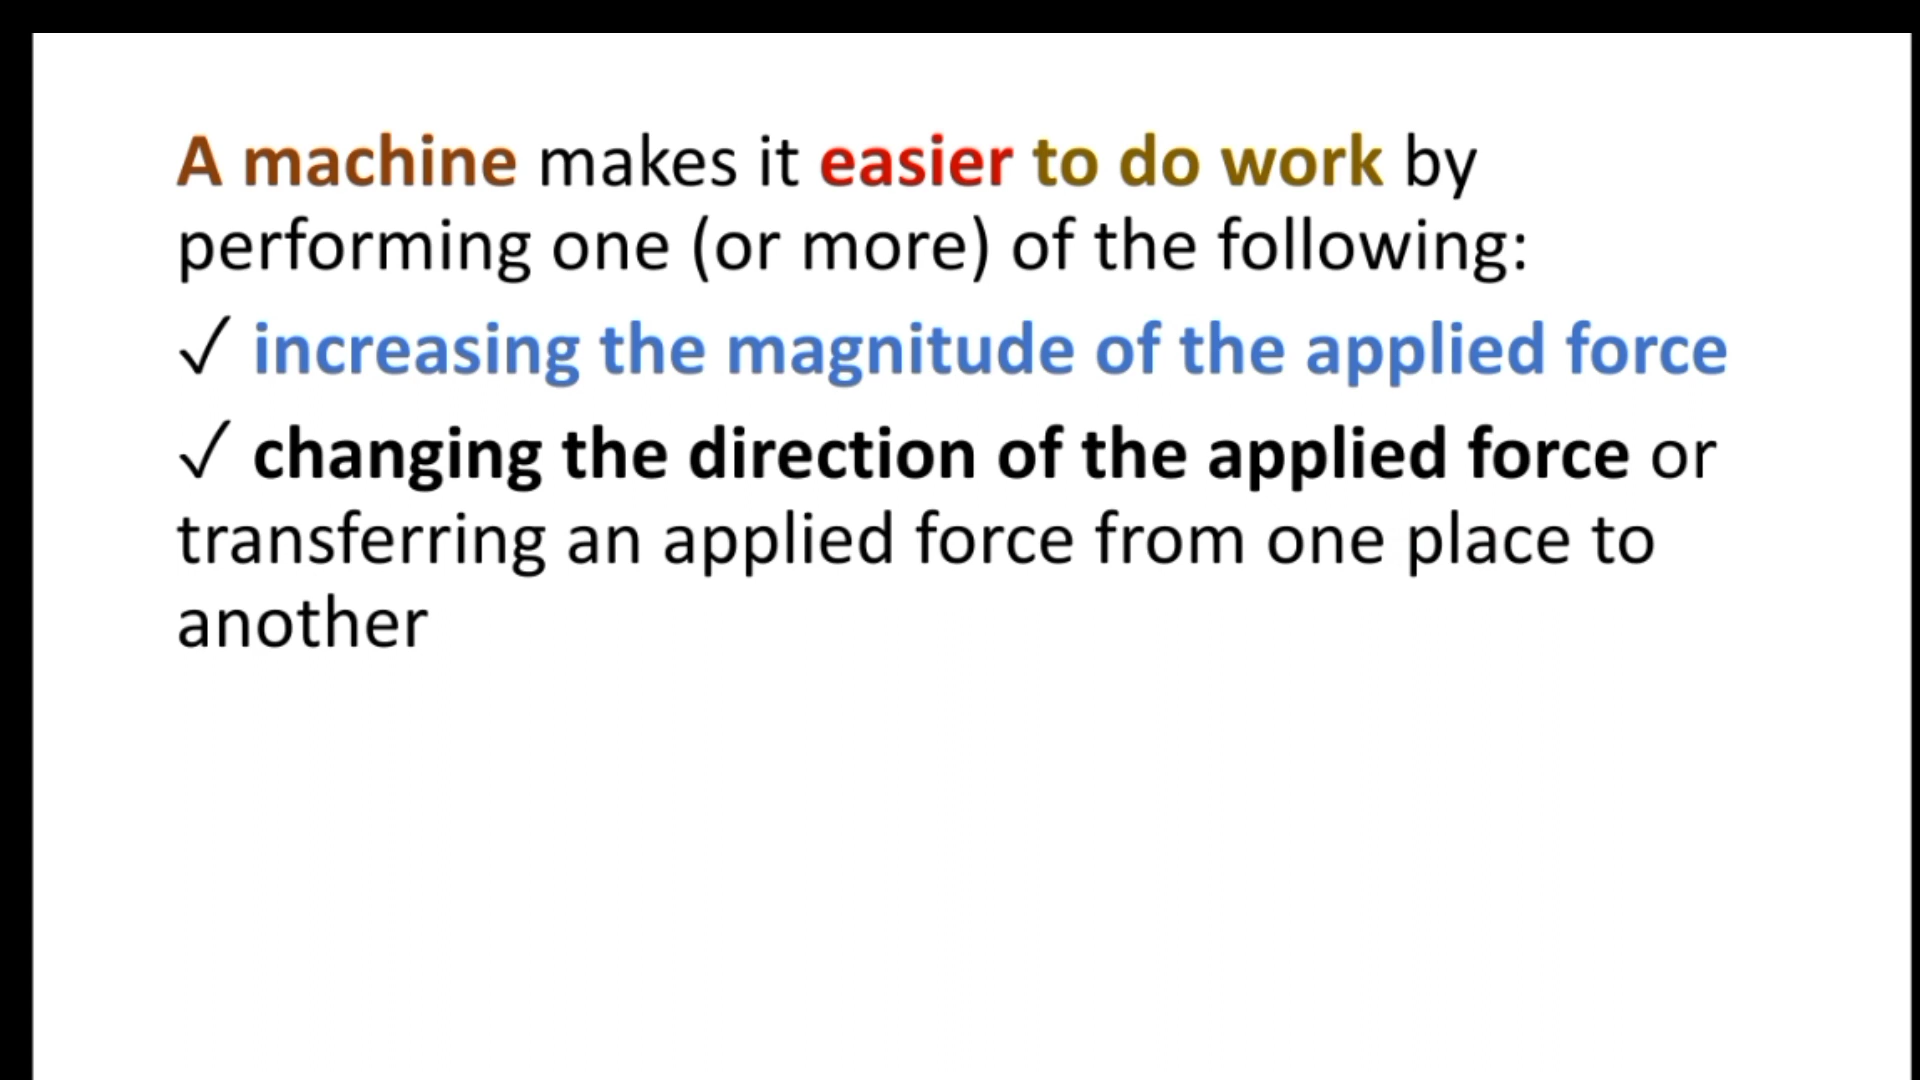 A machine makes it easier to do work by
performing one (or more) of the following:
✓ increasing the magnitude of the applied force
✓ changing the direction of the applied force or
transferring an applied force from one place to
another